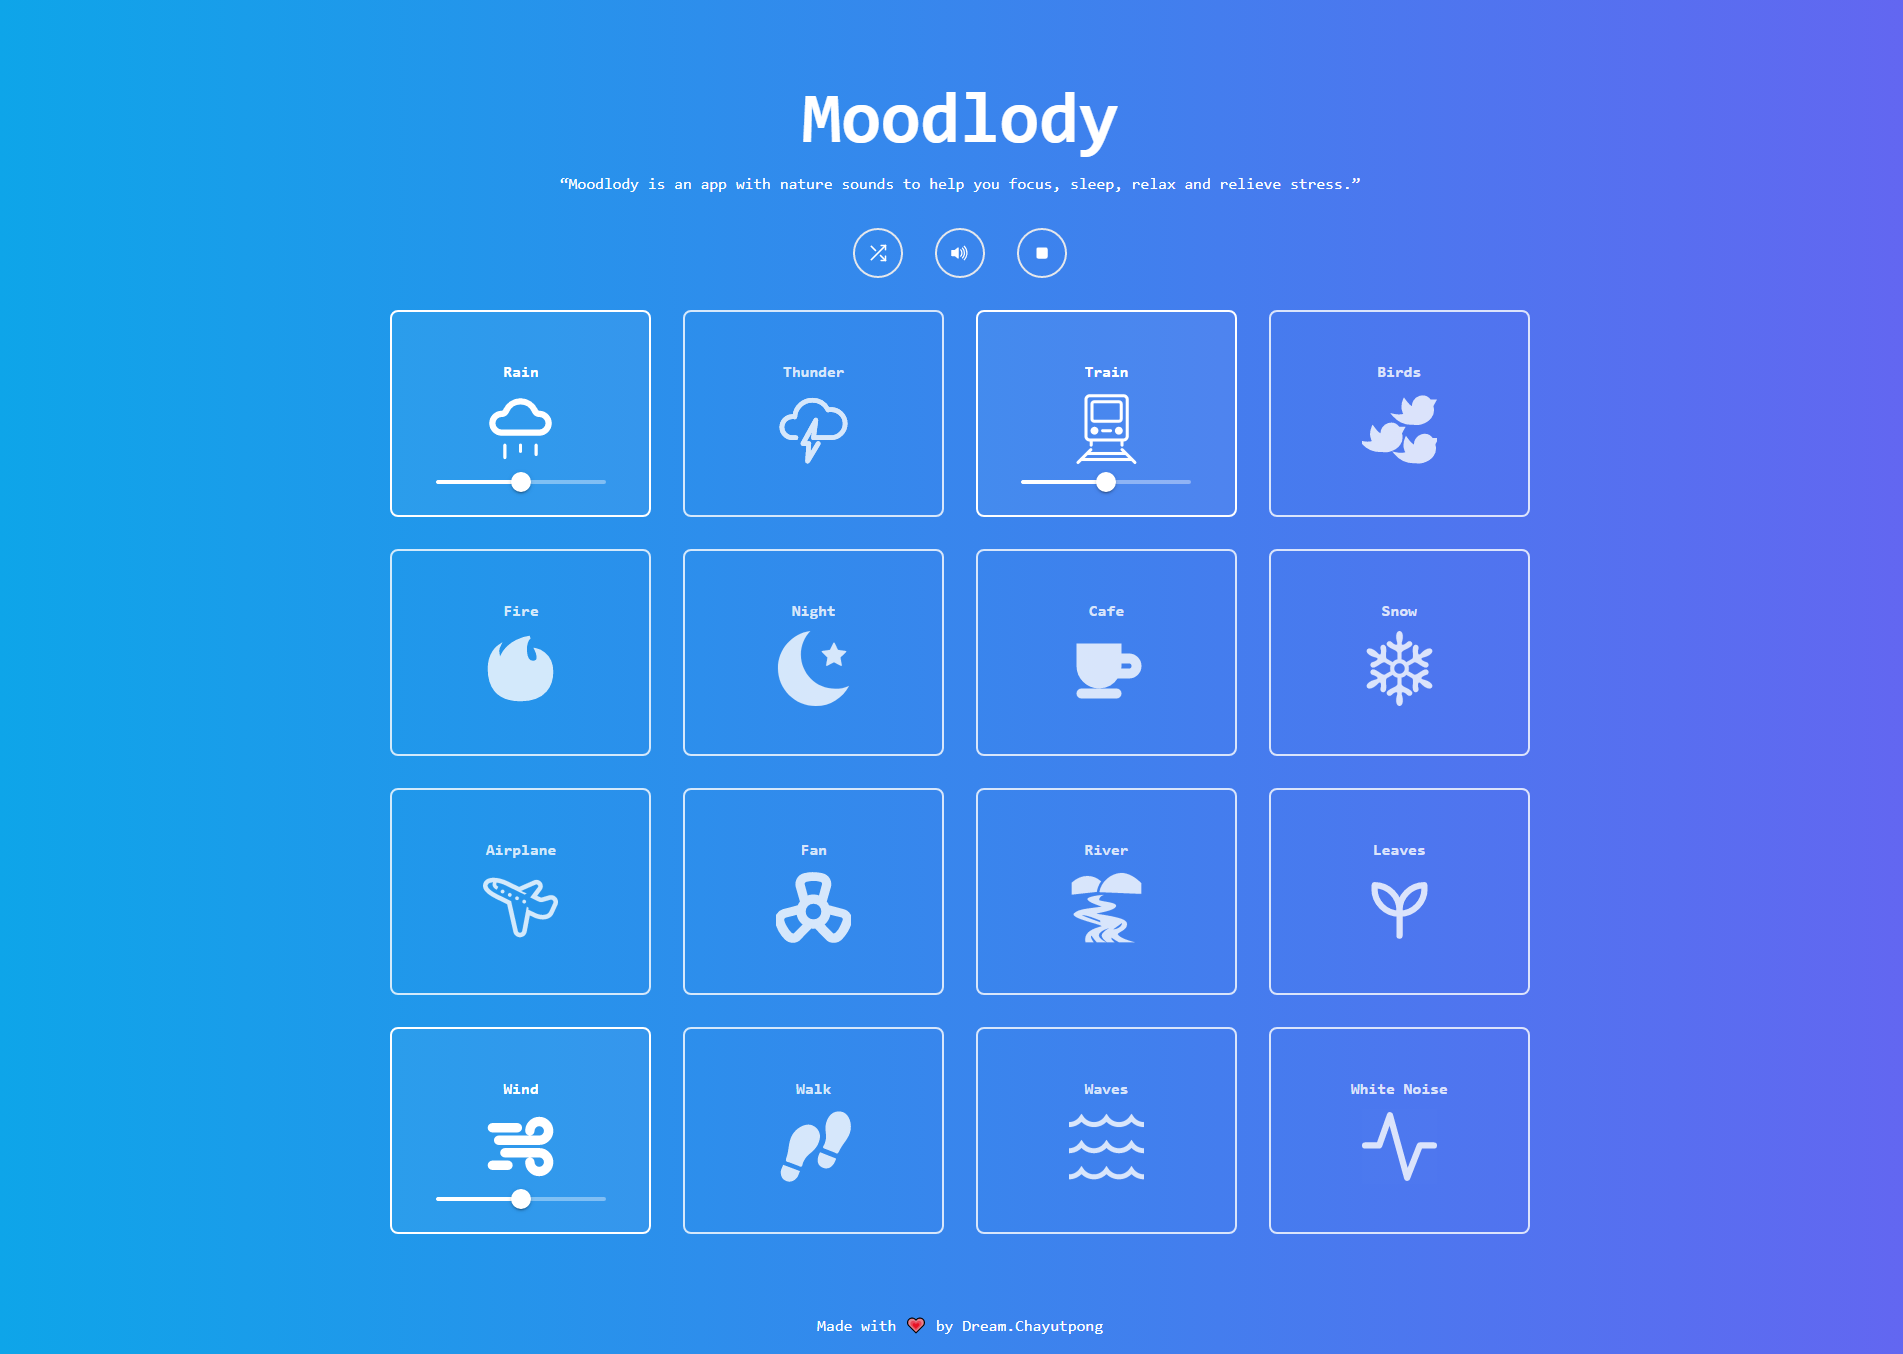 Moodlody
“Moodlody is an app with nature sounds to help you focus, sleep, relax and relieve stress.”
Rain
Thunder
Train
Birds
Fire
Night
Cafe
Snow
Airplane
Fan
River
Leaves
Wind
Walk
Waves
White Noise
Made with ❤️ by Dream.Chayutpong